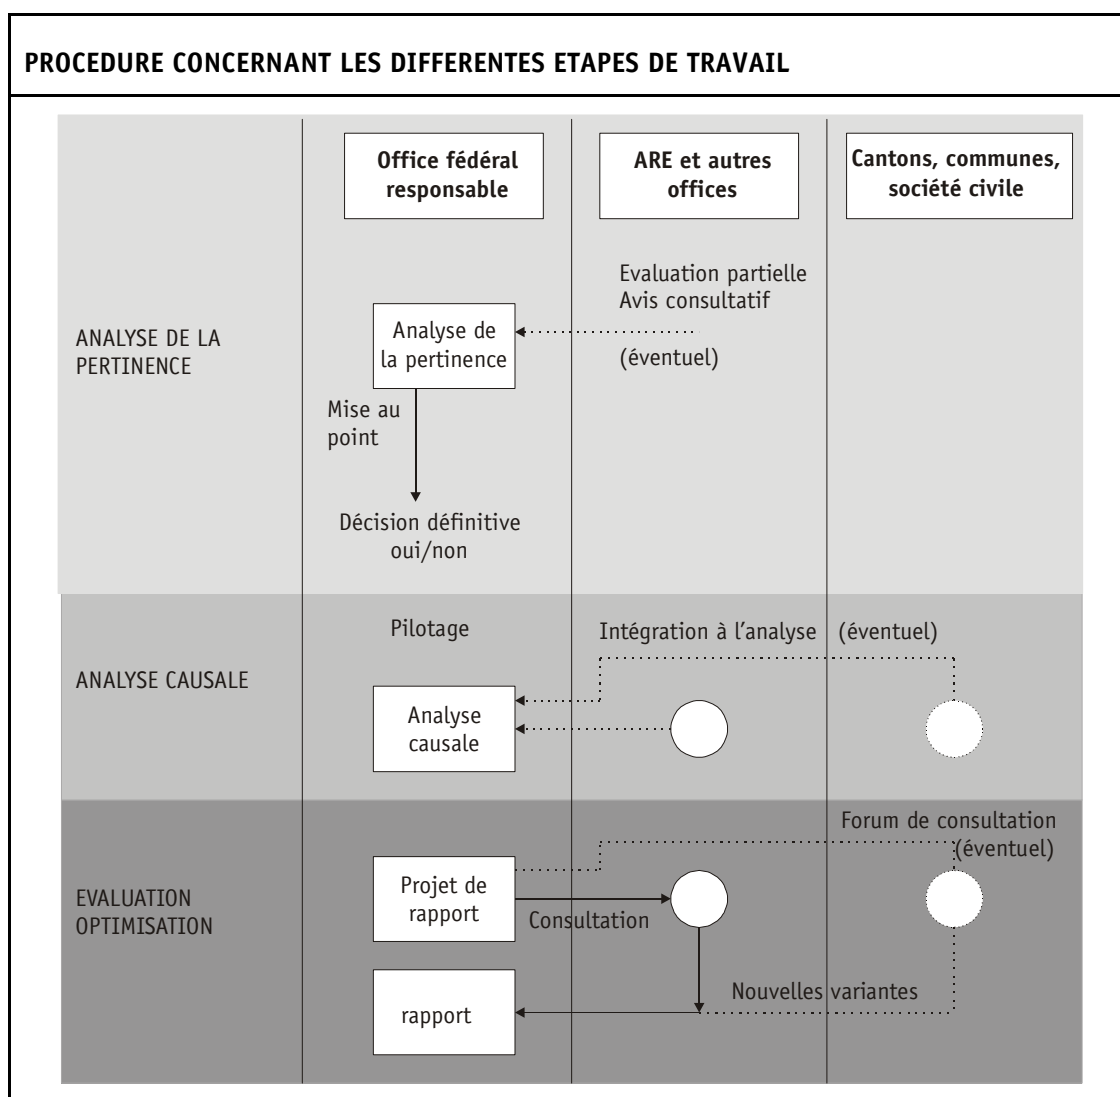 PROCEDURE CONCERNANT LES DIFFERENTES ETAPES DE TRAVAIL
Office fédéral
responsable
ARE et autres
offices
Cantons, communes,
société civile
ANALYSE DE LA
PERTINENCE
Analyse de
la pertinence
Evaluation partielle
Avis consultatif
(éventuel)
Mise au
point
Décision définitive
oui/non
ANALYSE CAUSALE
Pilotage
Intégration à l'analyse (éventuel)
Analyse
causale
EVALUATION
OPTIMISATION
Forum de consultation
(éventuel)
Projet de
rapport
Consultation
Nouvelles variantes
rapport